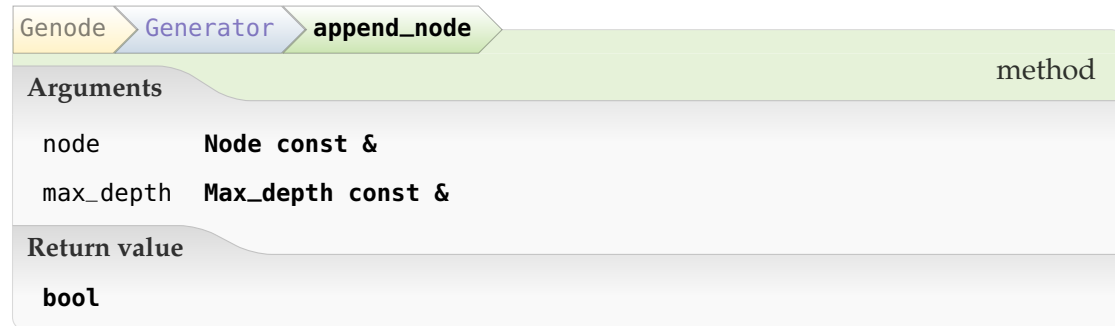 Genode Generator append_node
method
Arguments
node Node const &
max_depth Max_depth const &
Return value
bool